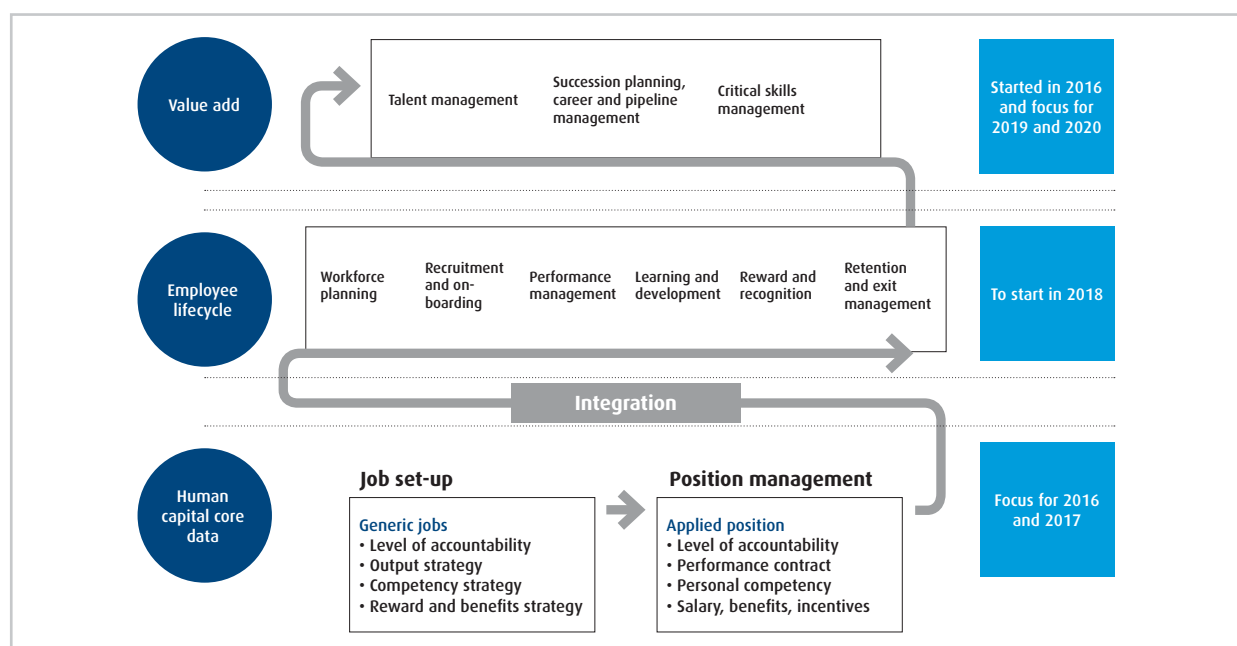 Value add
Talent management
Succession planning,
career and pipeline
management
Critical skills
management
Started in 2016
and focus for
2019 and 2020
Employee
lifecycle
Workforce
planning
Recruitment
and on-
boarding
Performance
management
Learning and
development
Reward and
recognition
Retention
and exit
management
To start in 2018
Integration
Human
capital core
data
Job set-up
Generic jobs
• Level of accountability
• Output strategy
• Competency strategy
• Reward and benefits strategy
Position management
Applied position
• Level of accountability
• Performance contract
• Personal competency
• Salary, benefits, incentives
Focus for 2016
and 2017